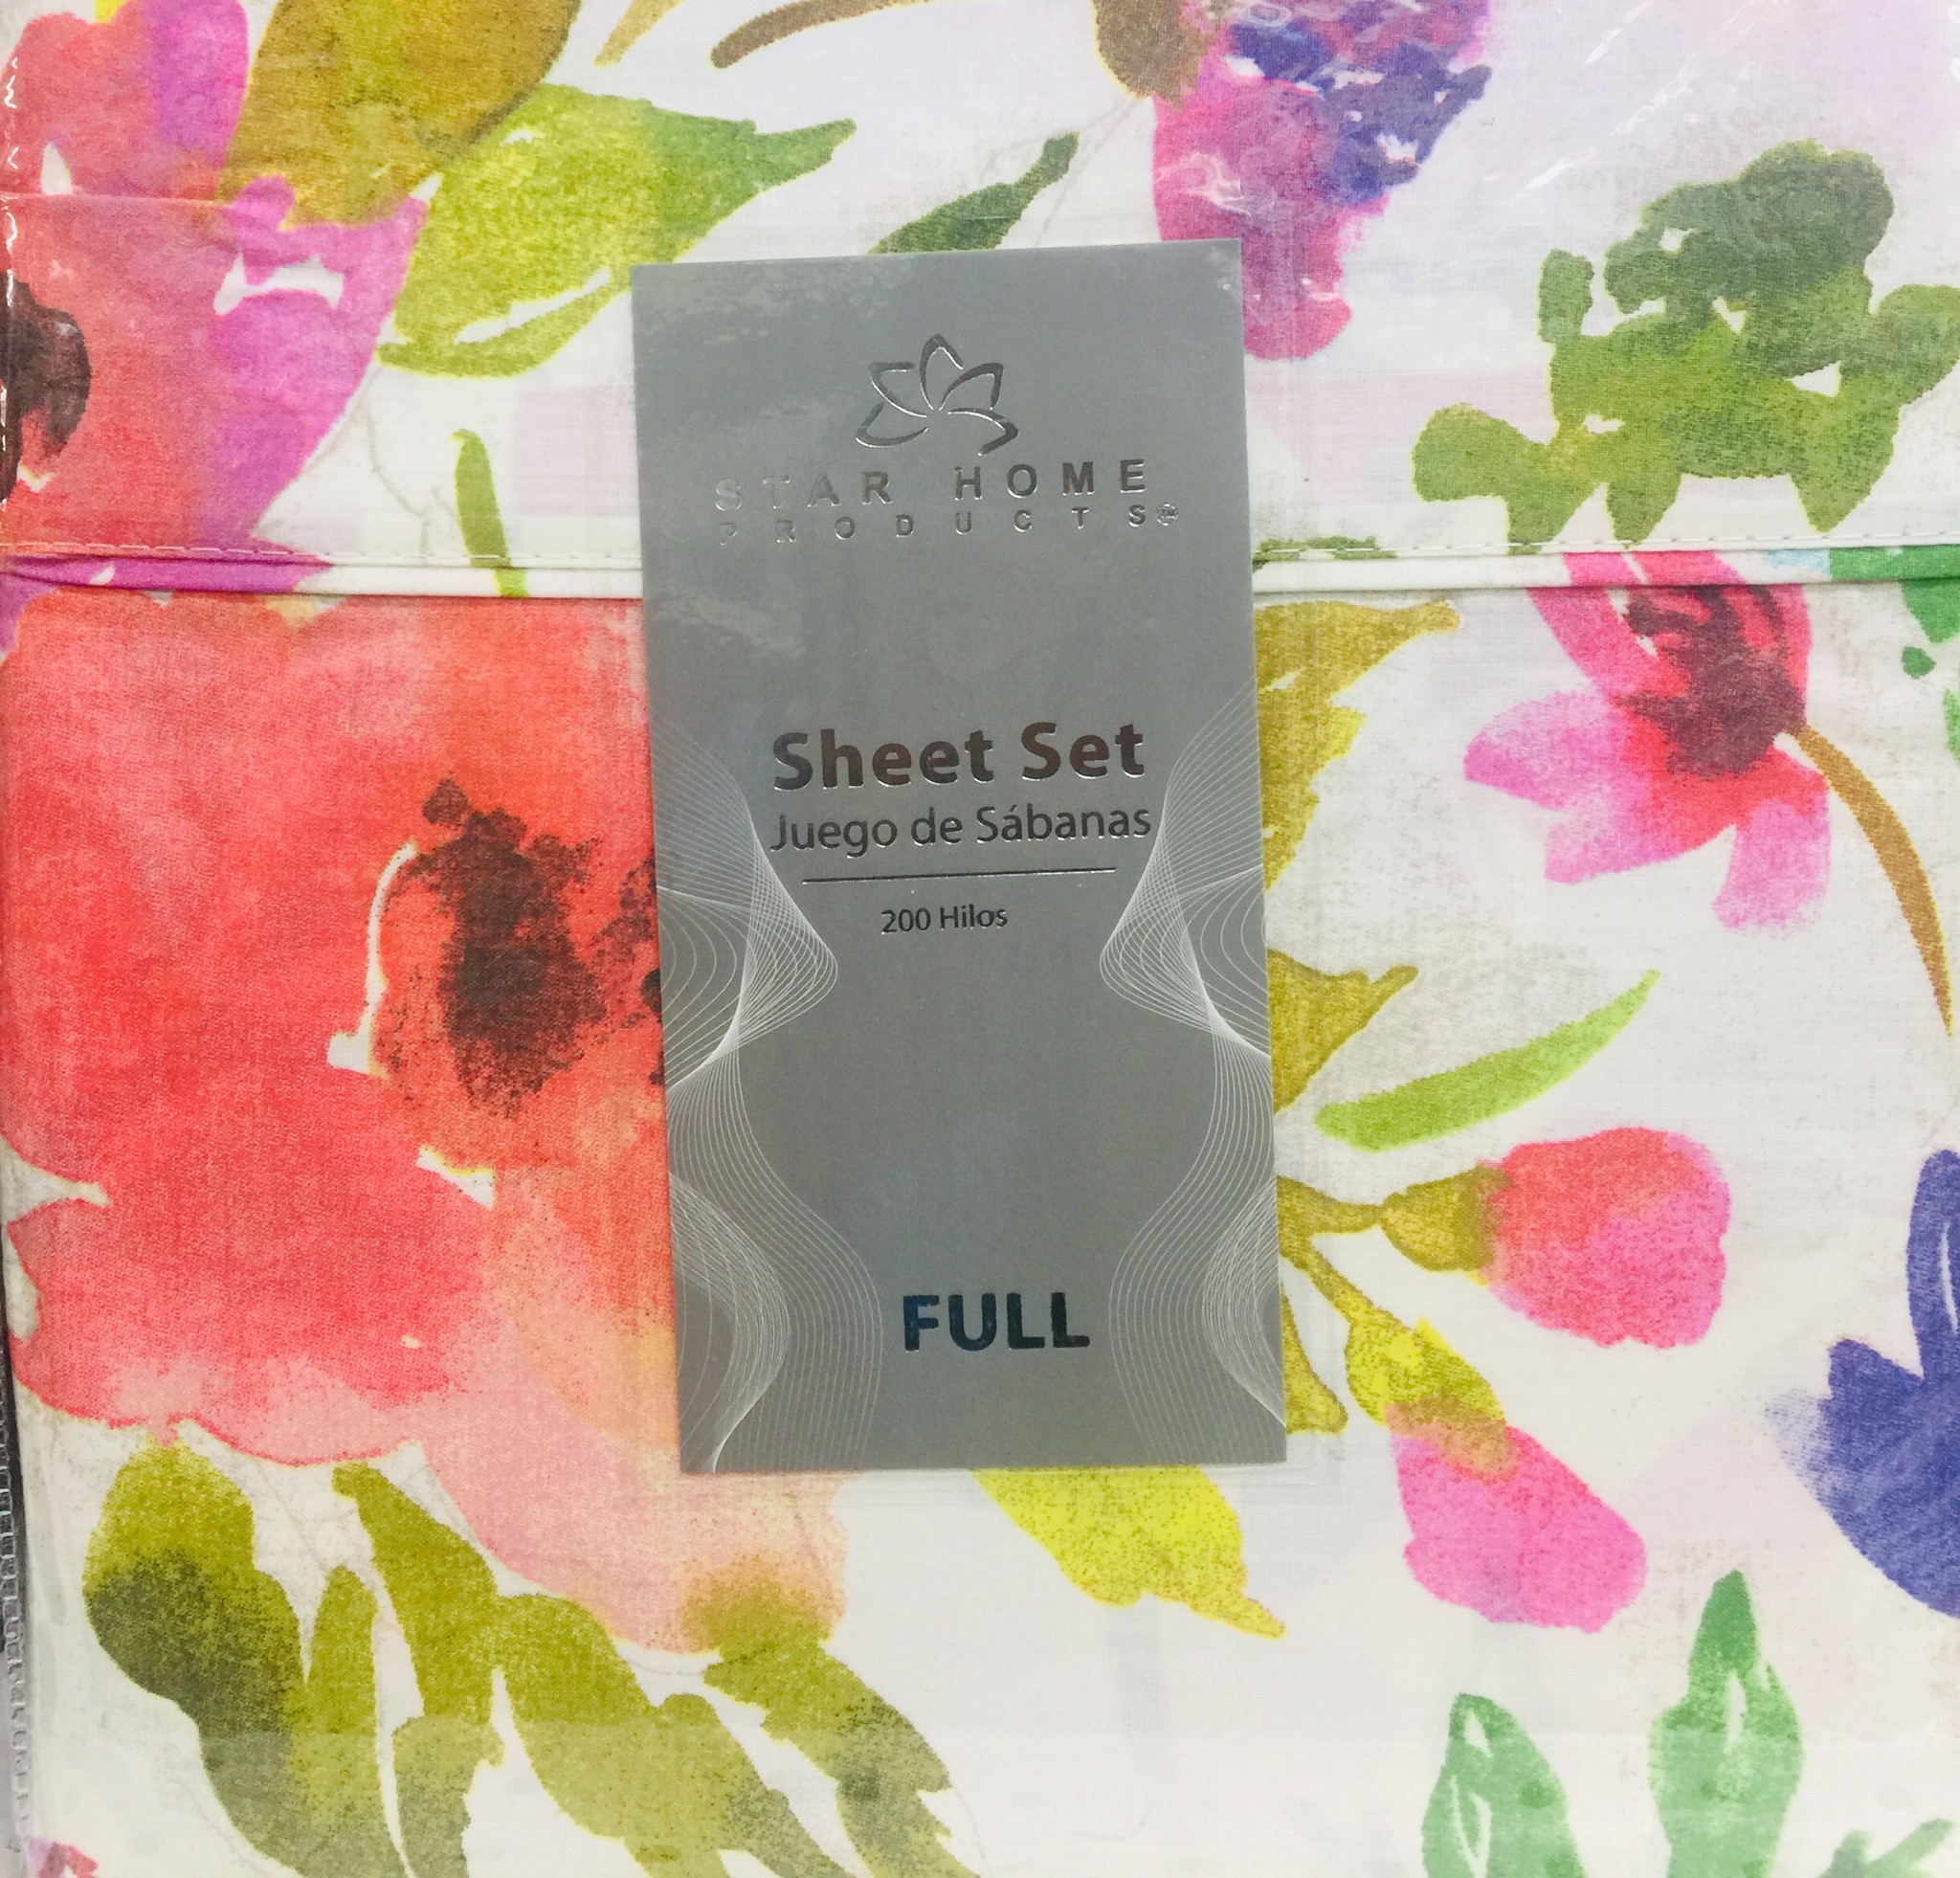 STAR HOME
PRODUCTS®
Sheet Set
Juego de Sábanas
200 Hilos
FULL